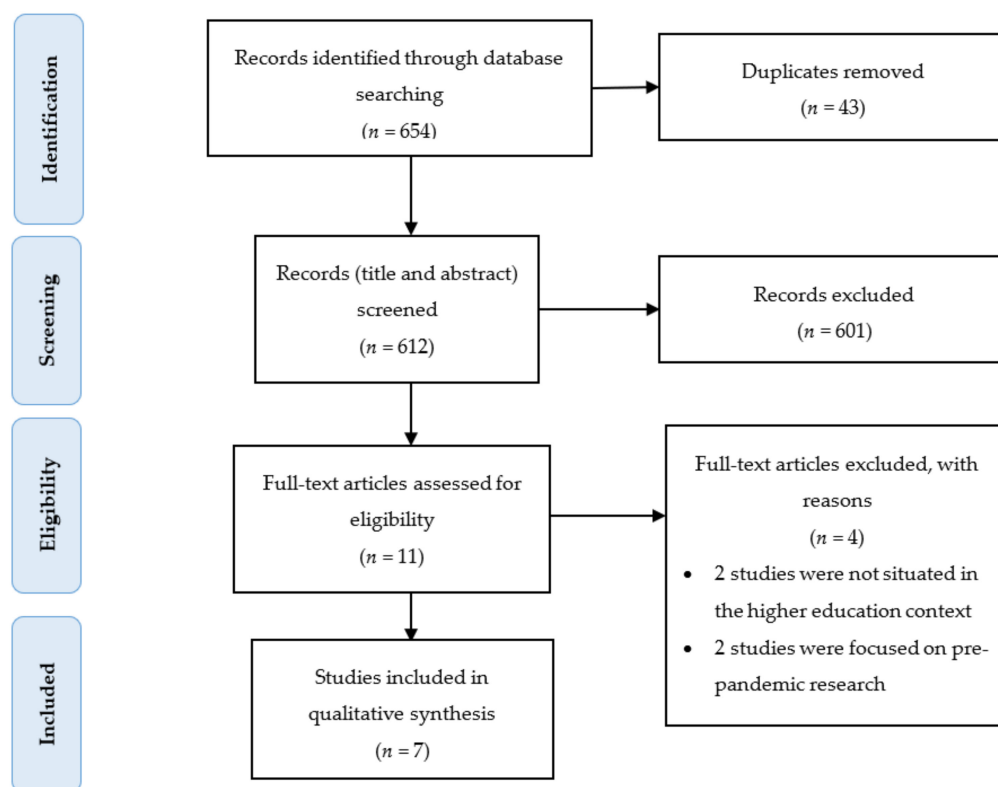 Identification
Records identified through database
searching
(n = 654)
Duplicates removed
(n = 43)
Screening
Records (title and abstract)
screened
(n = 612)
Records excluded
(n = 601)
Eligibility
Full-text articles assessed for
eligibility
(n = 11)
Full-text articles excluded, with
reasons
(n = 4)
• 2 studies were not situated in
the higher education context
• 2 studies were focused on pre-
pandemic research
Included
Studies included in
qualitative synthesis
(n = 7)